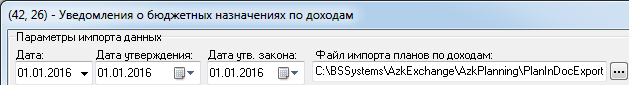 (42, 26) - Уведомления о бюджетных назначениях по доходам
Параметры импорта данных
Дата: Дата утверждения: Дата утв. закона: Файл импорта планов по доходам:
01.01.2016 01.01.2016 01.01.2016 C:\BSSystems\AzkExchange\AzkPlanning\PlanInDocExport ...